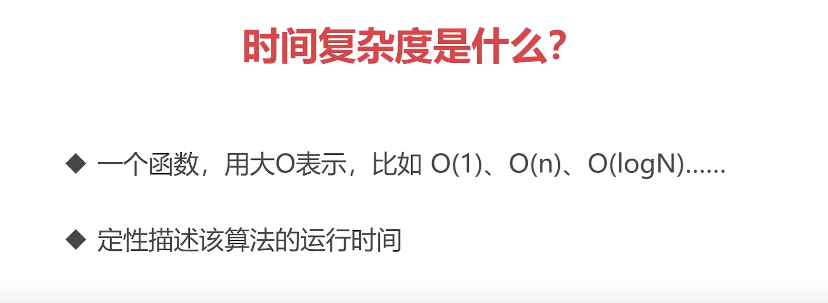 时间复杂度是什么?
◆ 一个函数，用大O表示，比如 O(1)、O(n)、O(logN)......
◆ 定性描述该算法的运行时间